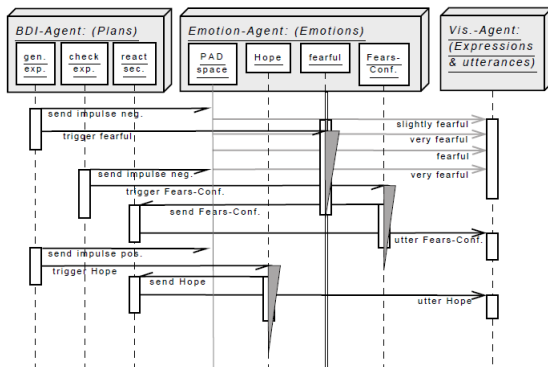 BDI-Agent: (Plans)
gen.
exp.
check
exp.
react
sec.
Emotion-Agent: (Emotions)
PAD
space
Hope
fearful
Fears-
Conf.
Vis.-Agent:
(Expressions
& utterances)
send impulse neg.
slightly fearful
trigger fearful
very fearful
fearful
send impulse neg.
very fearful
trigger Fears-Conf.
send Fears-Conf.
utter Fears-Conf.
send impulse pos.
trigger Hope
send Hope
utter Hope